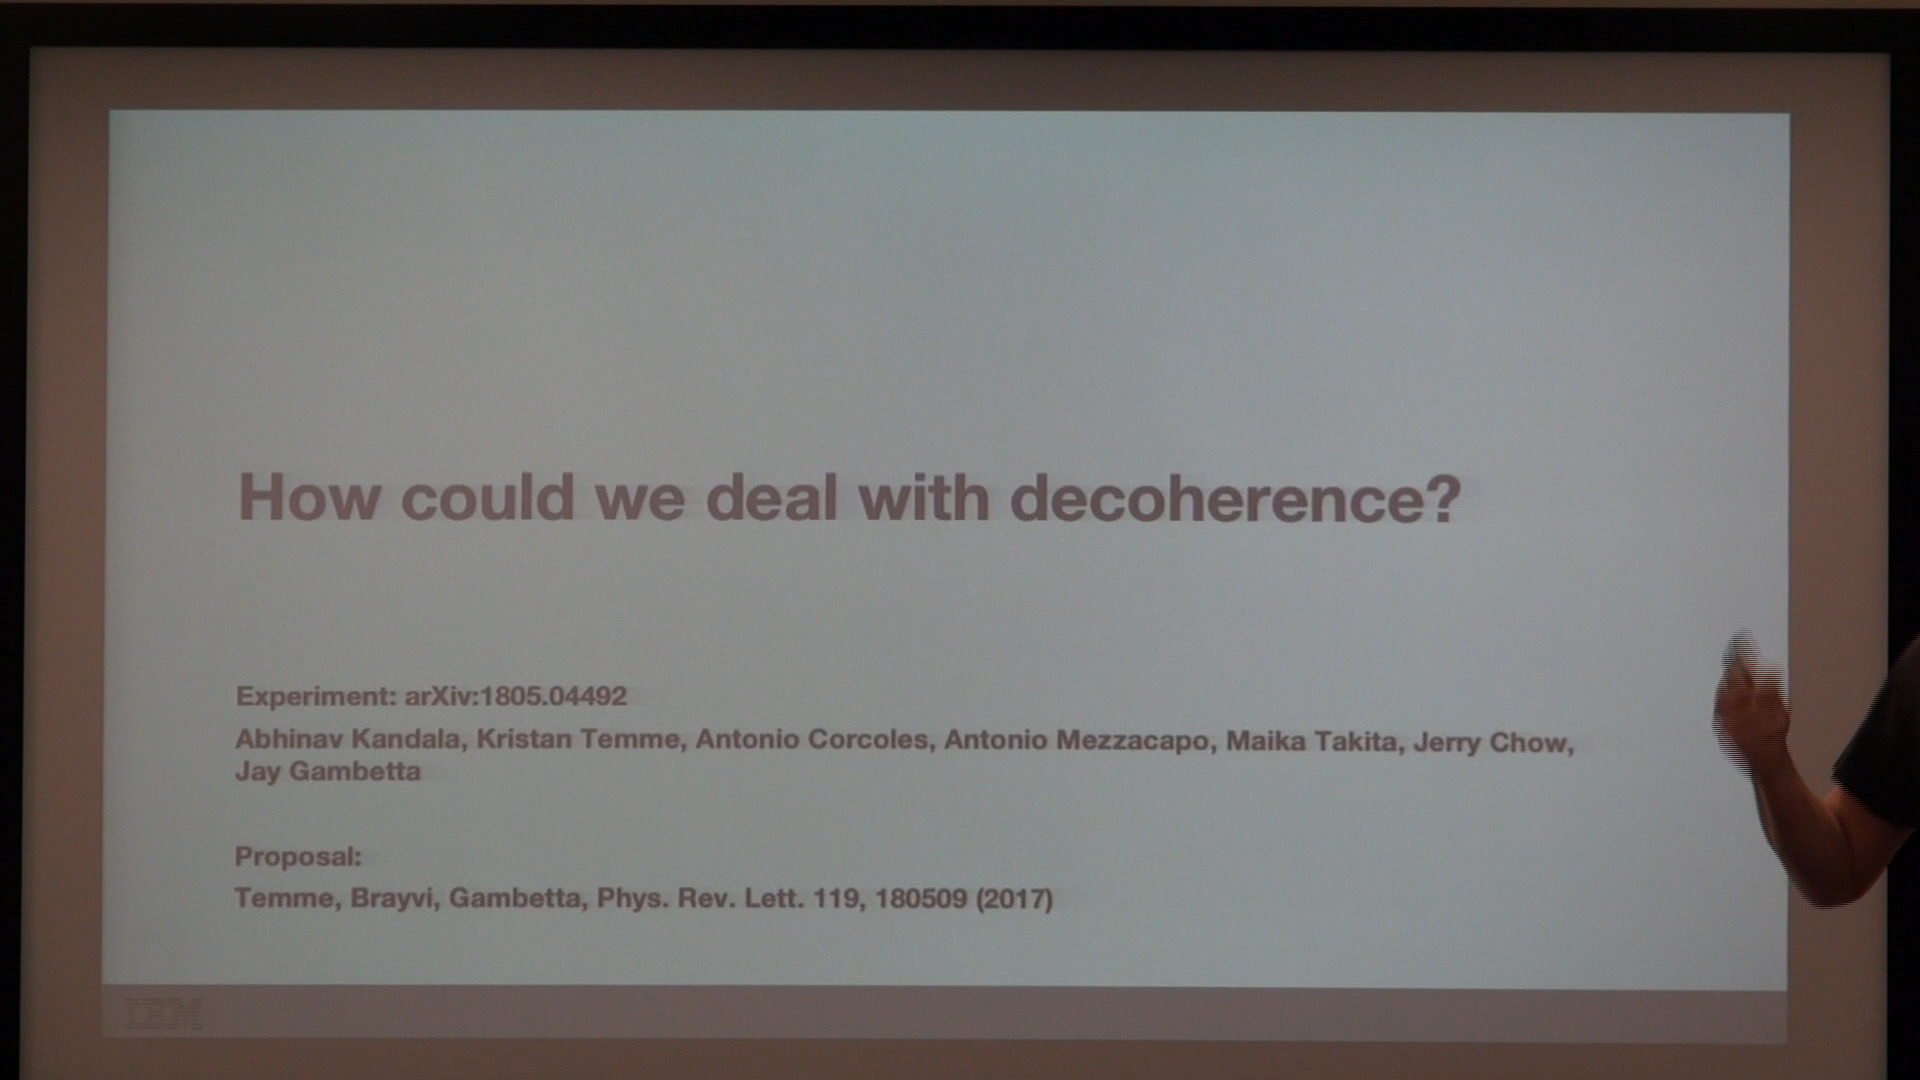 How could we deal with decoherence?
Experiment: arXiv:1805.04492
Abhinav Kandala, Kristan Temme, Antonio Corcoles, Antonio Mezzacapo, Maika Takita, Jerry Chow,
Jay Gambetta
Proposal:
Temme, Brayvi, Gambetta, Phys. Rev. Lett. 119, 180509 (2017)
IBM